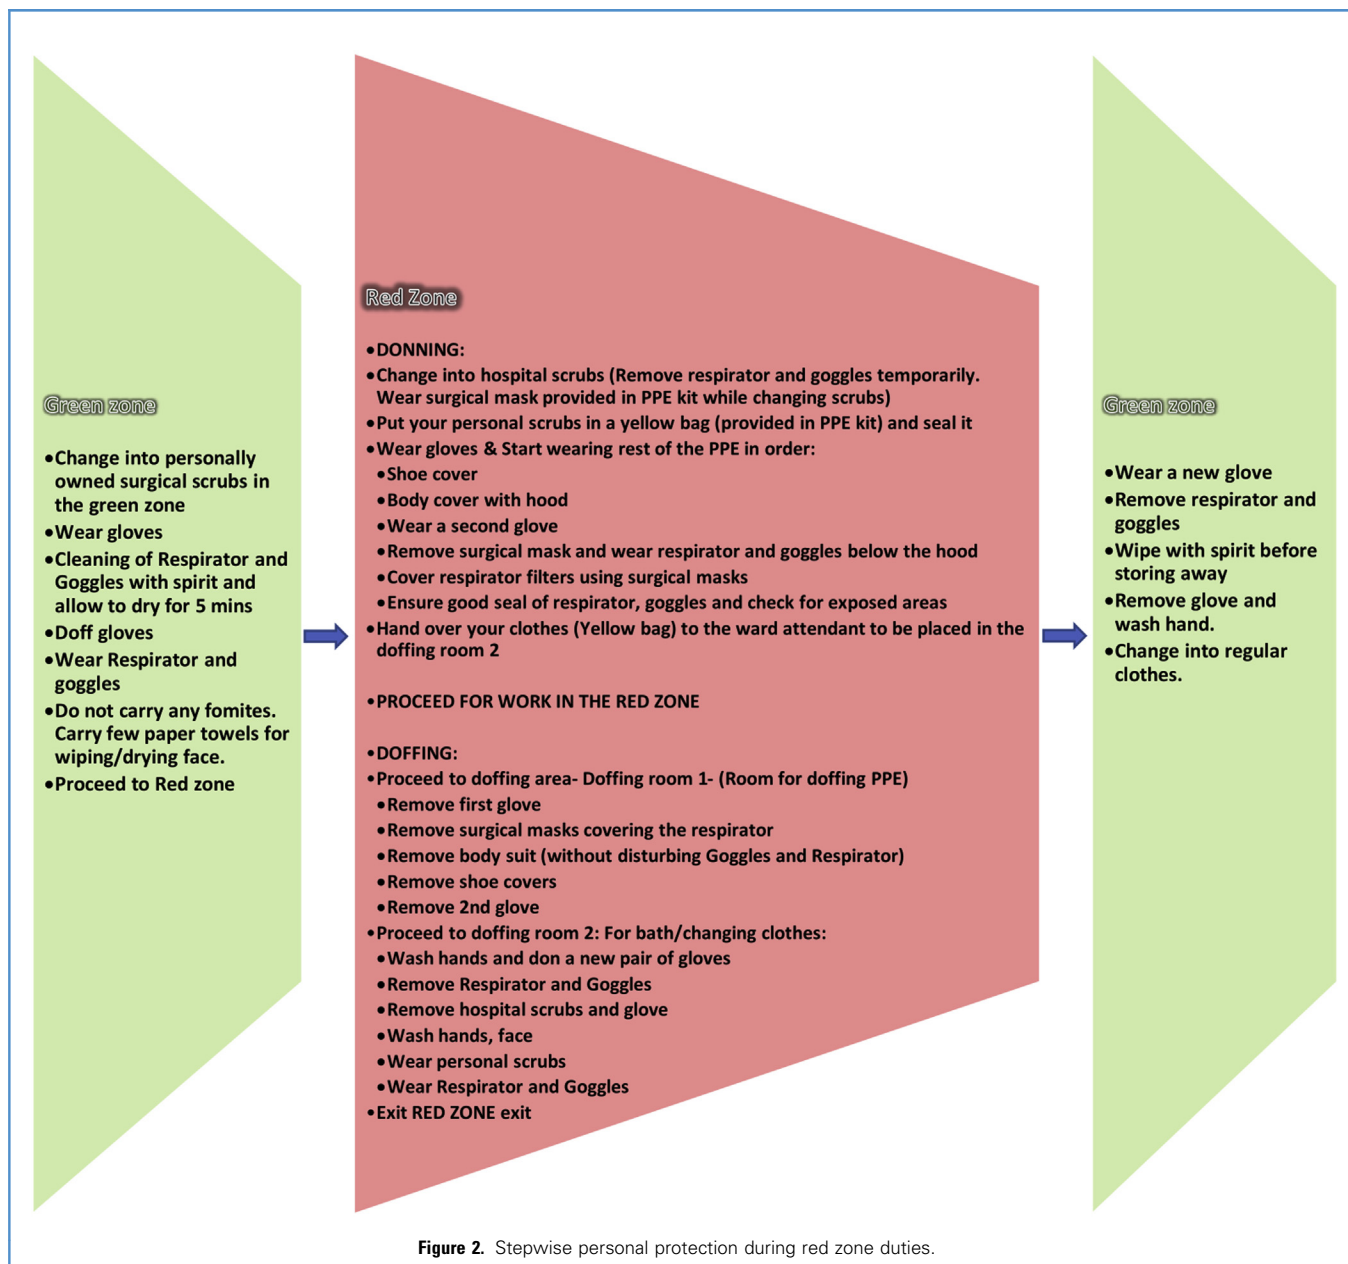 Green zone
•Change into personally
owned surgical scrubs in
the green zone
•Wear gloves
•Cleaning of Respirator and
Goggles with spirit and
allow to dry for 5 mins
•Doff gloves
•Wear Respirator and
goggles
•Do not carry any fomites.
Carry few paper towels for
wiping/drying face.
•Proceed to Red zone
Red Zone
•DONNING:
•Change into hospital scrubs (Remove respirator and goggles temporarily.
Wear surgical mask provided in PPE kit while changing scrubs)
•Put your personal scrubs in a yellow bag (provided in PPE kit) and seal it
•Wear gloves & Start wearing rest of the PPE in order:
•Shoe cover
•Body cover with hood
•Wear a second glove
•Remove surgical mask and wear respirator and goggles below the hood
•Cover respirator filters using surgical masks
•Ensure good seal of respirator, goggles and check for exposed areas
•Hand over your clothes (Yellow bag) to the ward attendant to be placed in the
doffing room 2
•PROCEED FOR WORK IN THE RED ZONE
•DOFFING:
•Proceed to doffing area- Doffing room 1- (Room for doffing PPE)
•Remove first glove
•Remove surgical masks covering the respirator
•Remove body suit (without disturbing Goggles and Respirator)
•Remove shoe covers
•Remove 2nd glove
•Proceed to doffing room 2: For bath/changing clothes:
•Wash hands and don a new pair of gloves
•Remove Respirator and Goggles
•Remove hospital scrubs and glove
•Wash hands, face
•Wear personal scrubs
•Wear Respirator and Goggles
•Exit RED ZONE exit
Green zone
•Wear a new glove
•Remove respirator and
goggles
•Wipe with spirit before
storing away
•Remove glove and
wash hand.
•Change into regular
clothes.
Figure 2. Stepwise personal protection during red zone duties.